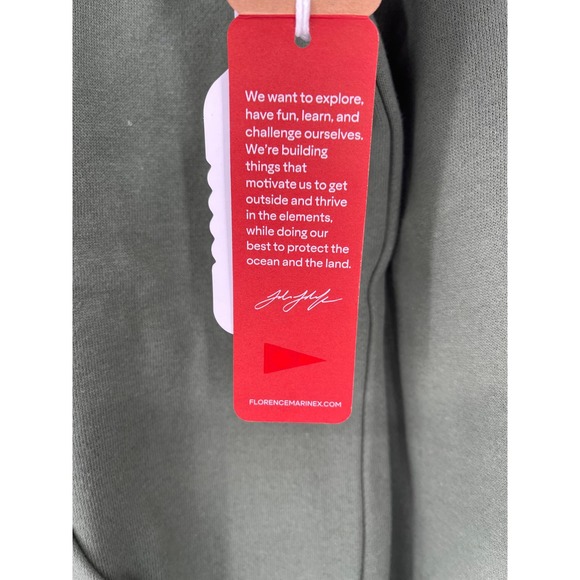 We want to explore,
have fun, learn, and
challenge ourselves.
We're building
things that
motivate us to get
outside and thrive
in the elements,
while doing our
best to protect the
ocean and the land.
FLORENCEMARINEX.COM